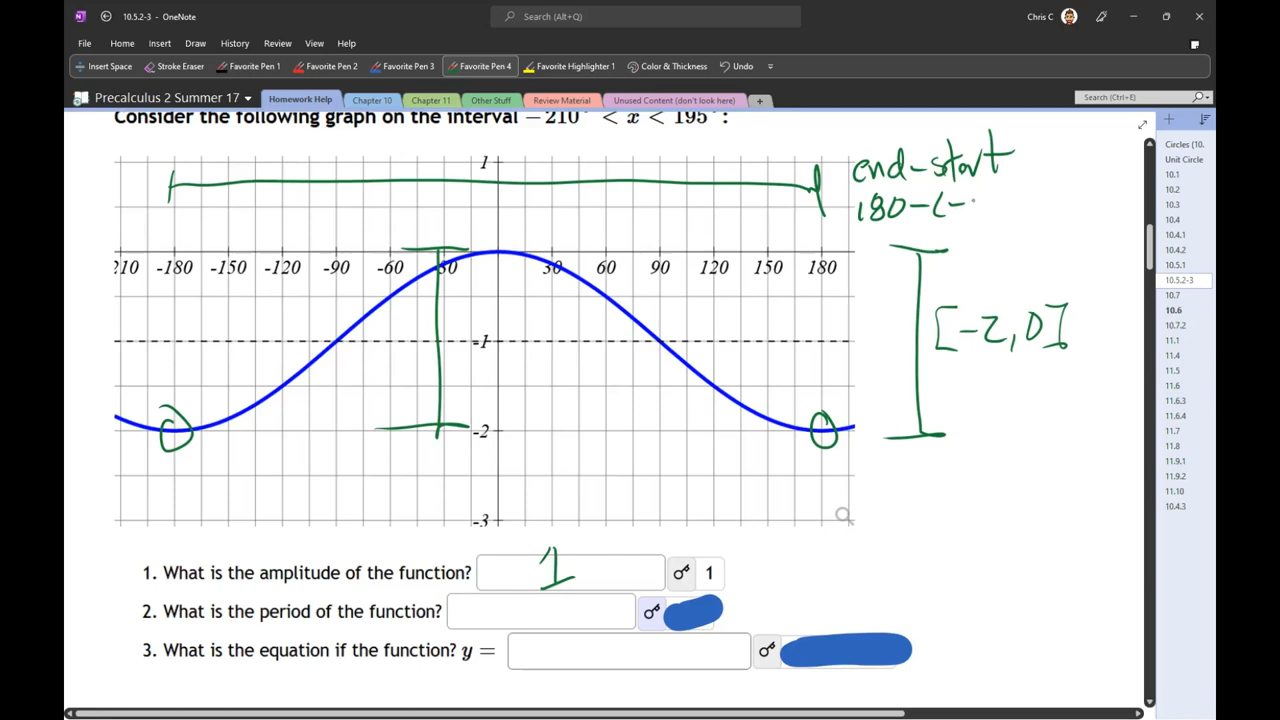 10.5.2-3 - OneNote
Search (Alt+Q)
Chris C
File Home Insert Draw History Review View Help
Insert Space Stroke Eraser Favorite Pen 1 Favorite Pen 2 Favorite Pen 3 Favorite Pen 4 Favorite Highlighter 1 Color & Thickness Undo
Precalculus 2 Summer 17 Homework Help Chapter 10 Chapter 11 Other Stuff Review Material Unused Content (don't look here) + Search (Ctrl+E)
Consider the following graph on the interval −210° < x < 195°:
1
end-start
180-(-
210 -180 -150 -120 -90 -60 -30 30 60 90 120 150 180
[-2,0]
-1
-2
-3
1. What is the amplitude of the function? 1 1
2. What is the period of the function?
3. What is the equation if the function? y =
Circles (10.
Unit Circle
10.1
10.2
10.3
10.4
10.4.1
10.4.2
10.5.1
10.5.2-3
10.7
10.6
10.7.2
11.1
11.4
11.5
11.6
11.6.3
11.6.4
11.7
11.8
11.9.1
11.9.2
11.10
10.4.3